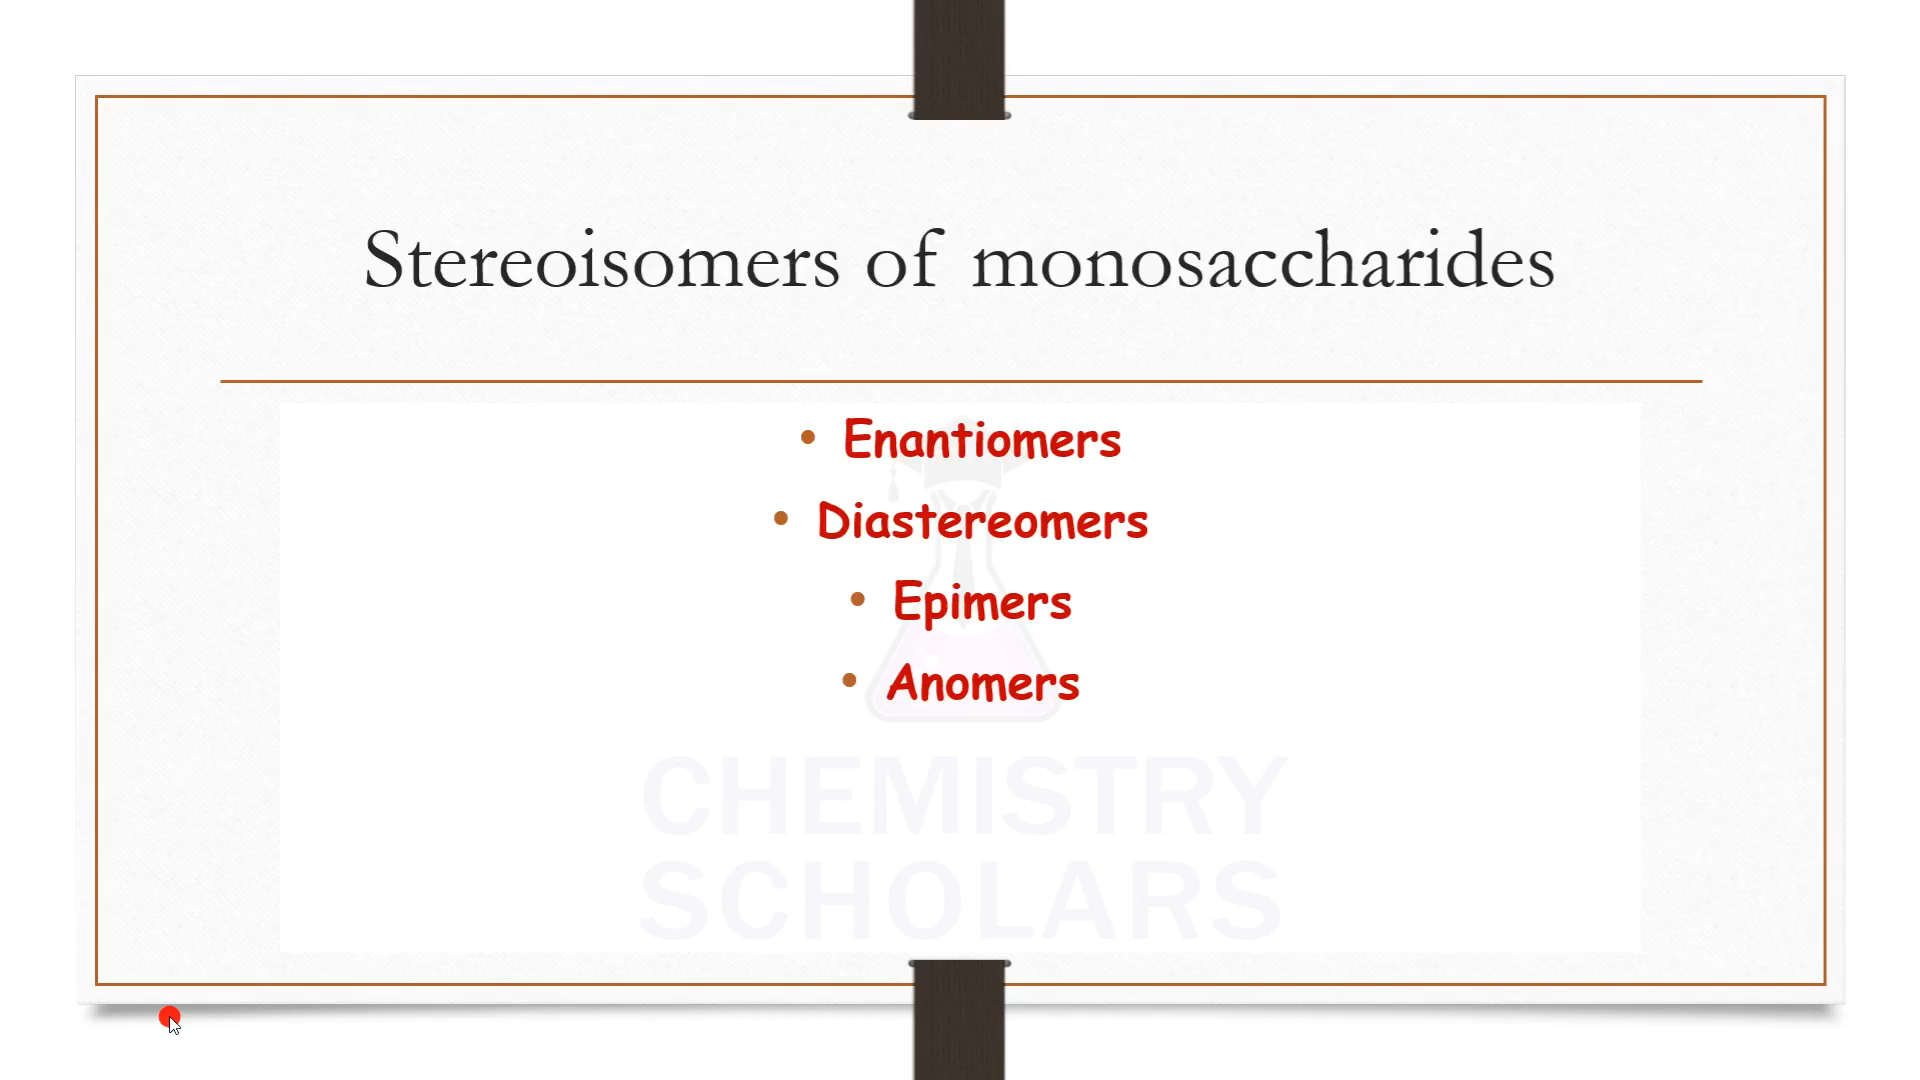 Stereoisomers of monosaccharides
• Enantiomers
• Diastereomers
• Epimers
• Anomers
CHEMISTRY
SCHOLARS